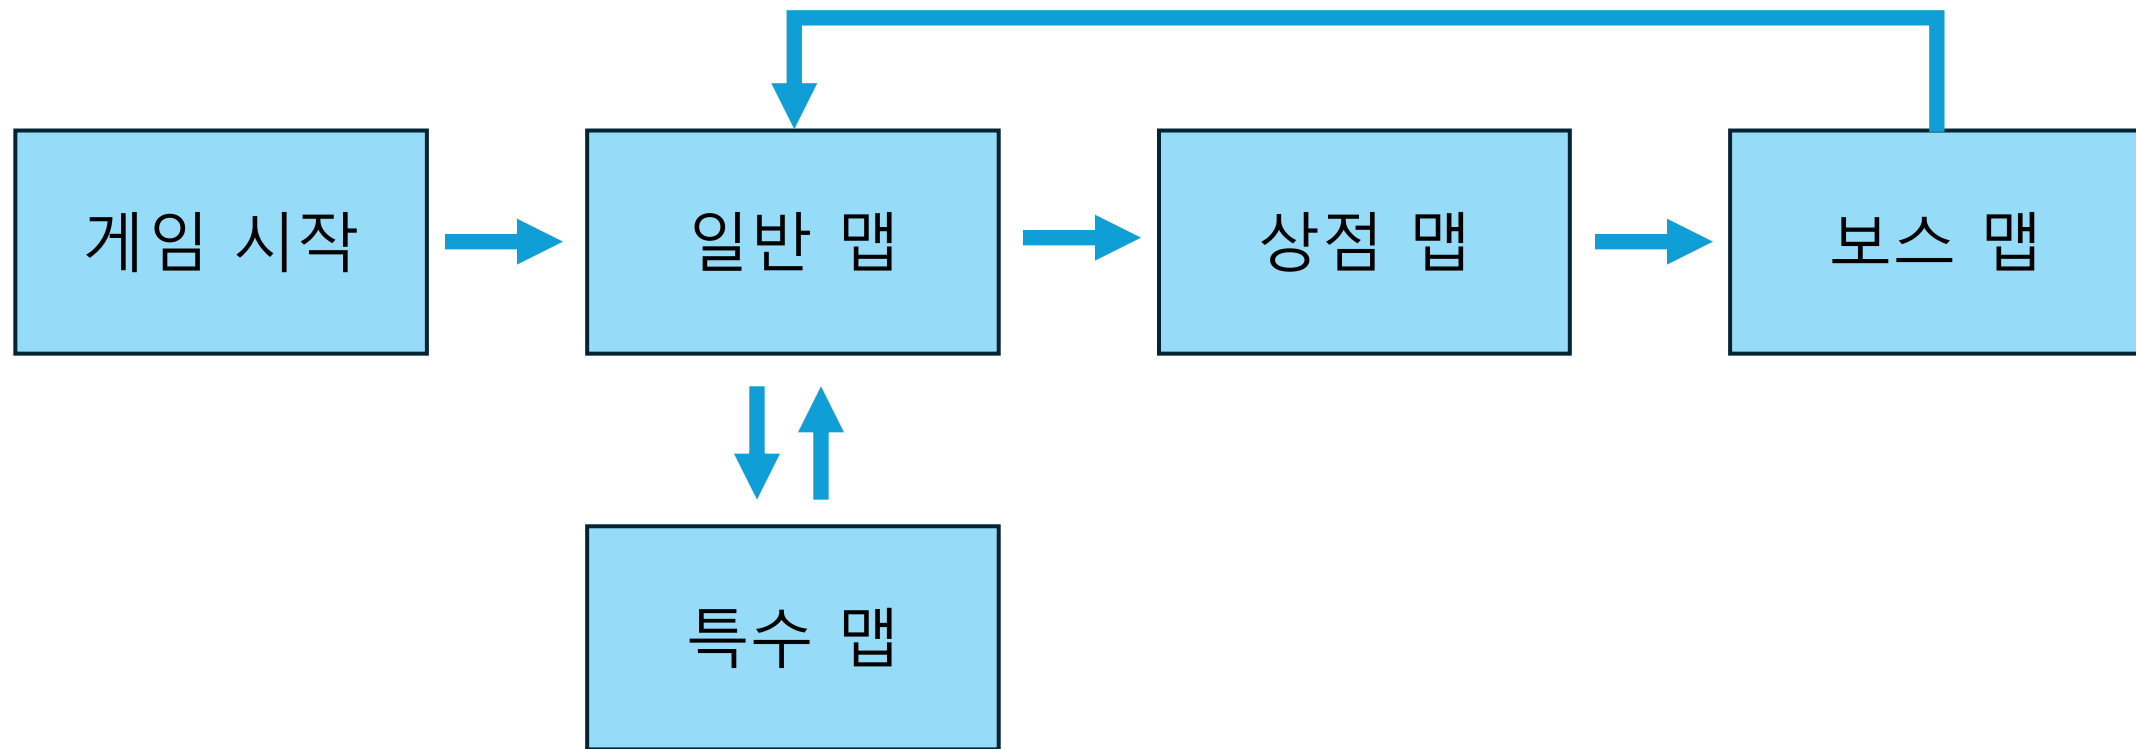 게임 시작
일반 맵
상점 맵
보스 맵
특수 맵